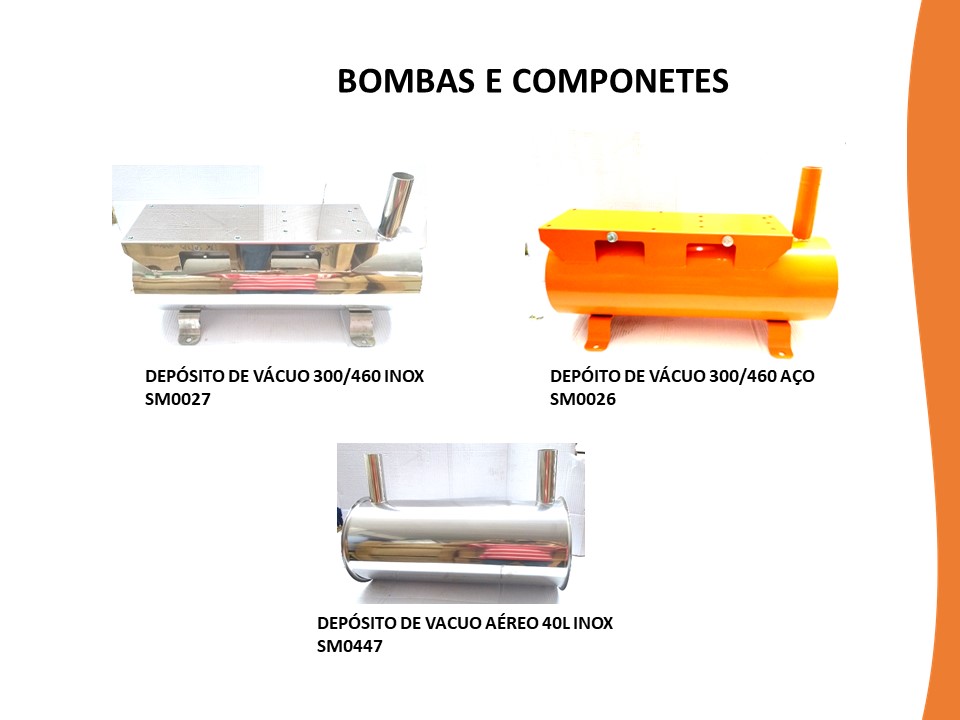 BOMBAS E COMPONETES
DEPÓSITO DE VÁCUO 300/460 INOX
SM0027
DEPÓITO DE VÁCUO 300/460 AÇO
SM0026
DEPÓSITO DE VACUO AÉREO 40L INOX
SM0447